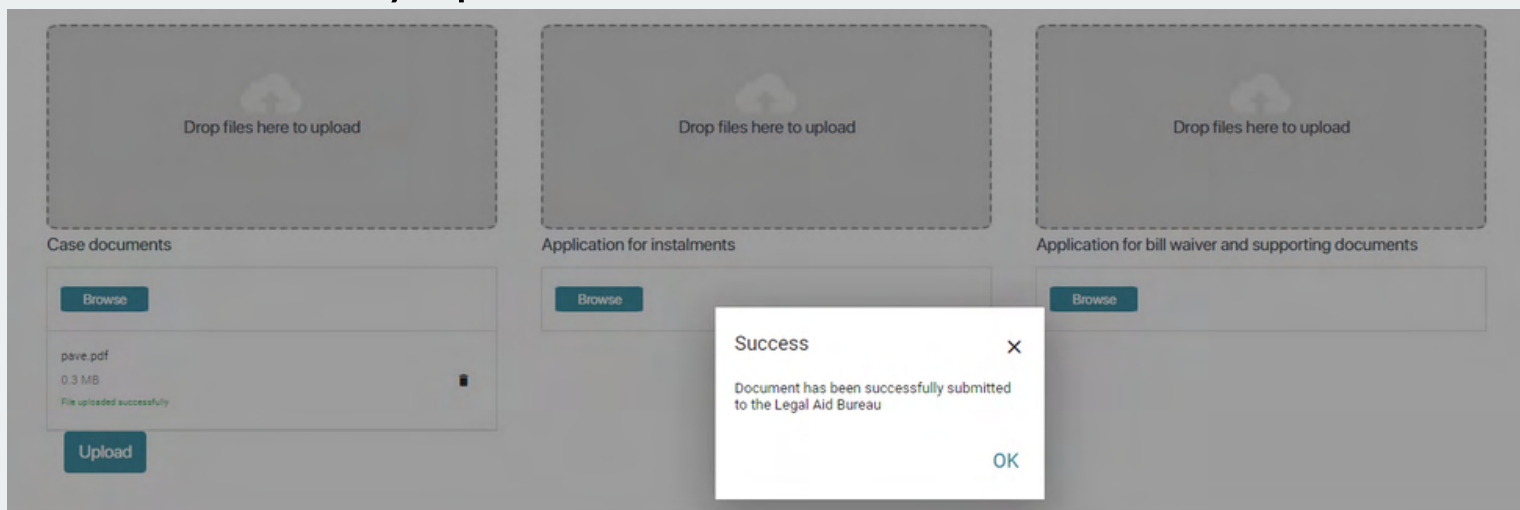 Drop files here to upload
Drop files here to upload
Drop files here to upload
Case documents
Application for instalments
Application for bill waiver and supporting documents
Browse
Browse
Browse
pave.pdf
0.3 MB
File uploaded successfully
Upload
Success
Document has been successfully submitted
to the Legal Aid Bureau
OK